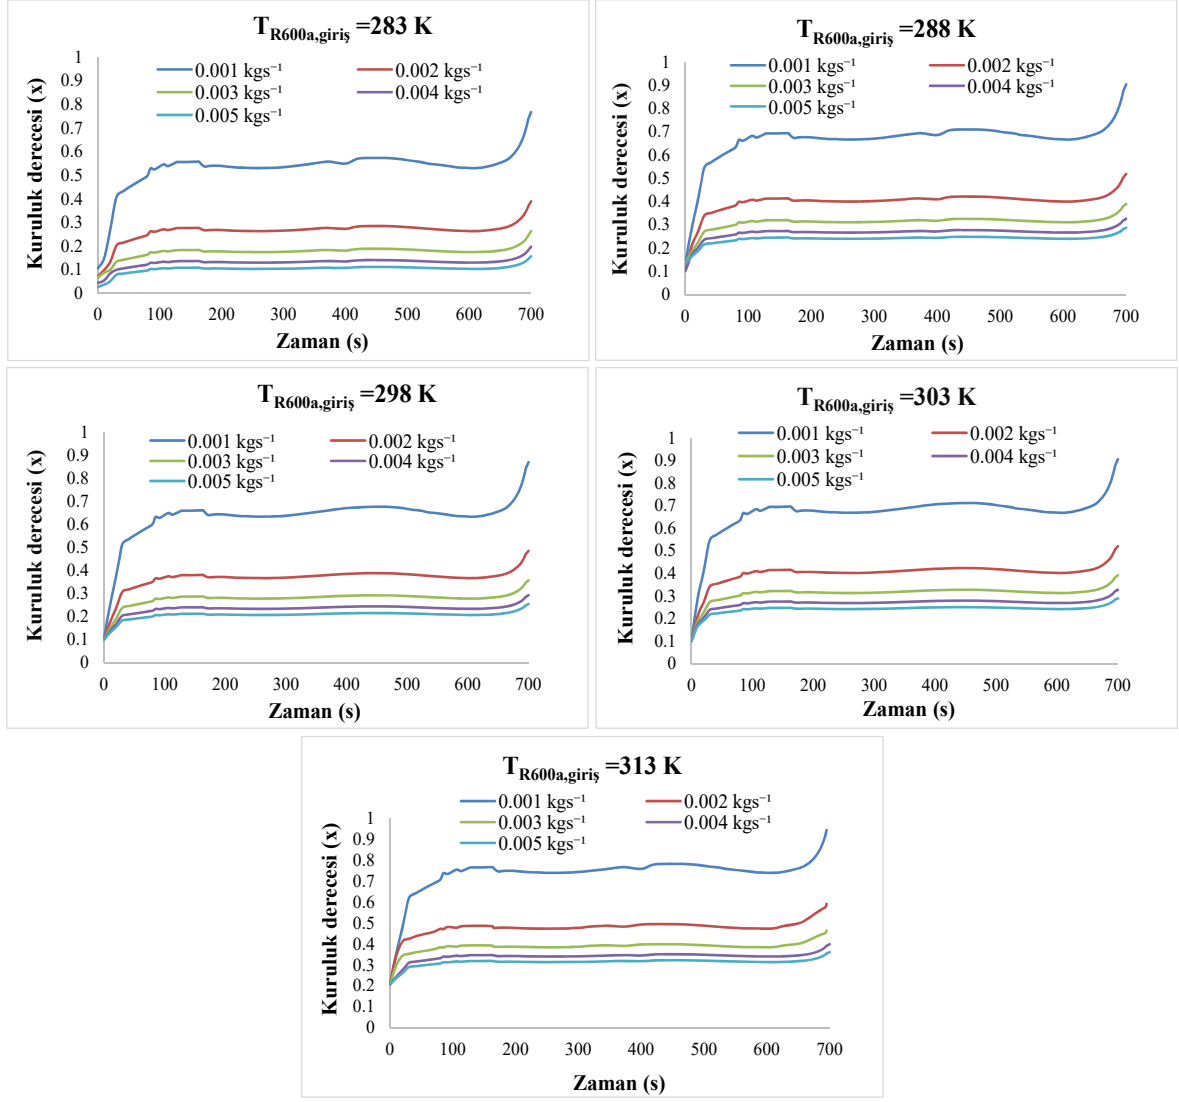 T_R600a,giriş =283 K
0.001 kgs⁻¹ 0.002 kgs⁻¹
0.003 kgs⁻¹ 0.004 kgs⁻¹
0.005 kgs⁻¹
Kuruluk derecesi (x)
1
0.9
0.8
0.7
0.6
0.5
0.4
0.3
0.2
0.1
0
0 100 200 300 400 500 600 700
Zaman (s)
T_R600a,giriş =288 K
0.001 kgs⁻¹ 0.002 kgs⁻¹
0.003 kgs⁻¹ 0.004 kgs⁻¹
0.005 kgs⁻¹
Kuruluk derecesi (x)
1
0.9
0.8
0.7
0.6
0.5
0.4
0.3
0.2
0.1
0
0 100 200 300 400 500 600 700
Zaman (s)
T_R600a,giriş =298 K
0.001 kgs⁻¹ 0.002 kgs⁻¹
0.003 kgs⁻¹ 0.004 kgs⁻¹
0.005 kgs⁻¹
Kuruluk derecesi (x)
1
0.9
0.8
0.7
0.6
0.5
0.4
0.3
0.2
0.1
0
0 100 200 300 400 500 600 700
Zaman (s)
T_R600a,giriş =303 K
0.001 kgs⁻¹ 0.002 kgs⁻¹
0.003 kgs⁻¹ 0.004 kgs⁻¹
0.005 kgs⁻¹
Kuruluk derecesi (x)
1
0.9
0.8
0.7
0.6
0.5
0.4
0.3
0.2
0.1
0
0 100 200 300 400 500 600 700
Zaman (s)
T_R600a,giriş =313 K
0.001 kgs⁻¹ 0.002 kgs⁻¹
0.003 kgs⁻¹ 0.004 kgs⁻¹
0.005 kgs⁻¹
Kuruluk derecesi (x)
1
0.9
0.8
0.7
0.6
0.5
0.4
0.3
0.2
0.1
0
0 100 200 300 400 500 600 700
Zaman (s)